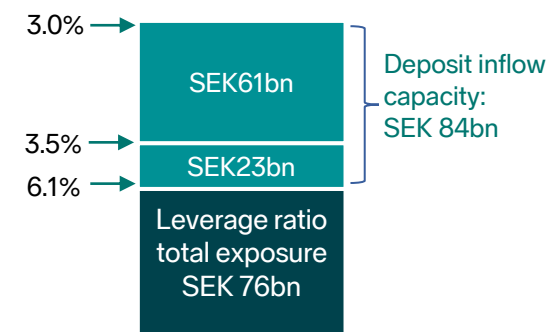 3.0%
SEK61bn
Deposit inflow
capacity:
SEK 84bn
3.5%
SEK23bn
6.1%
Leverage ratio
total exposure
SEK 76bn